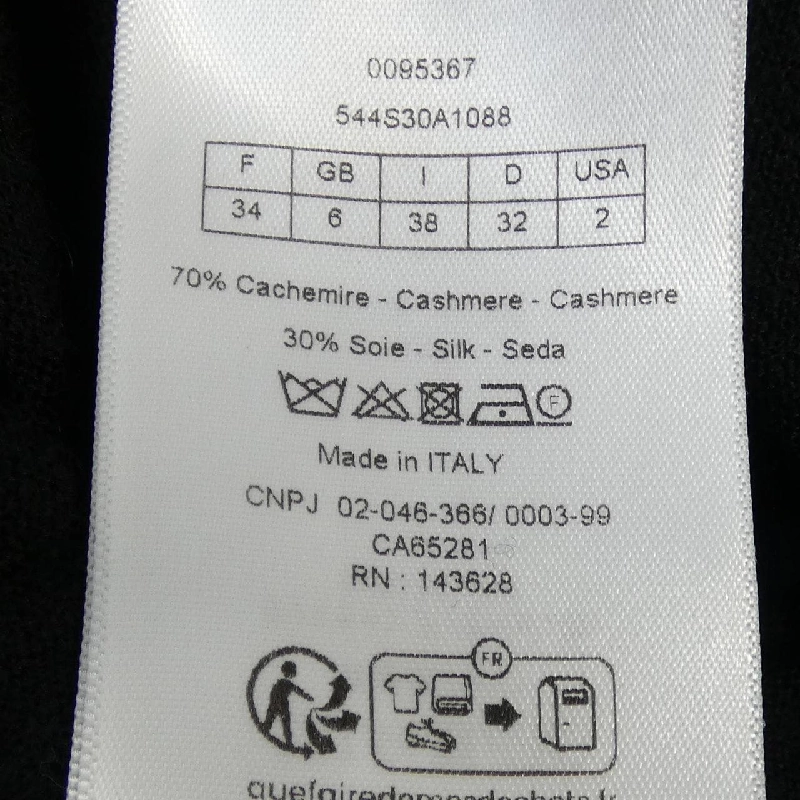 0095367
544S30A1088
F GB I D USA
34 6 38 32 2
70% Cachemire - Cashmere - Cashmere
30% Soie - Silk - Seda
F
Made in ITALY
CNPJ 02-046-366/ 0003-99
CA65281
RN : 143628
FR